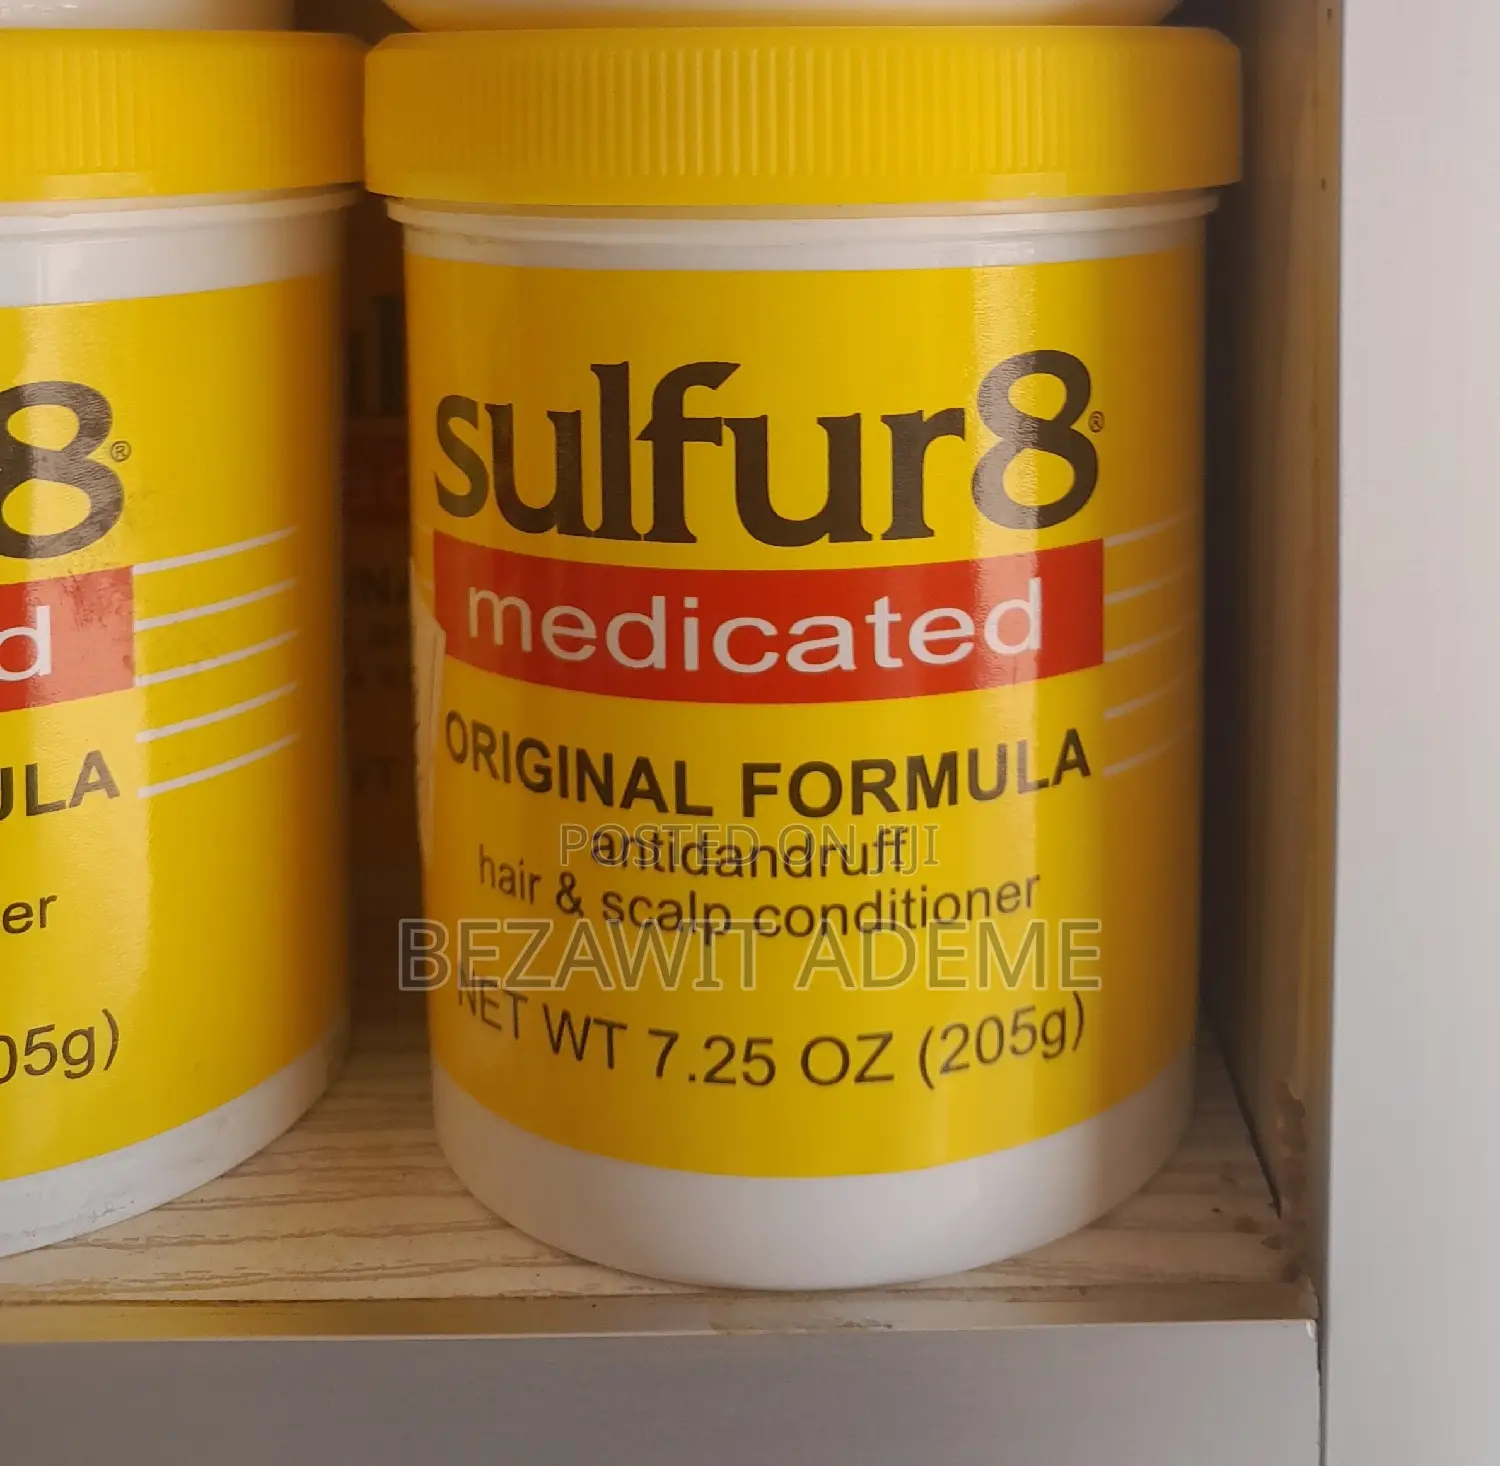 sulfur8®
medicated
ORIGINAL FORMULA
antidandruff
hair & scalp conditioner
NET WT 7.25 OZ (205g)
8®
d
ULA
er
05g)
POSTED ON JIJI
BEZAWIT ADEME